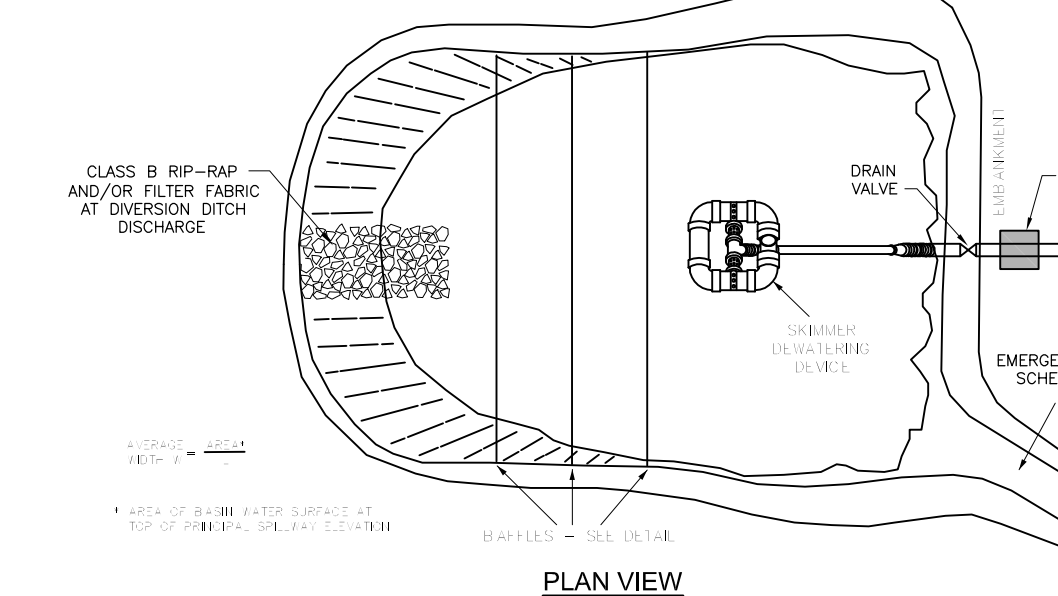 CLASS B RIP-RAP
AND/OR FILTER FABRIC
AT DIVERSION DITCH
DISCHARGE
DRAIN
VALVE
EMBANKMENT
SKIMMER
DEWATERING
DEVICE
EMERGE
SCHE
AVERAGE = AREA*
WIDTH W L
* AREA OF BASIN WATER SURFACE AT
TOP OF PRINCIPAL SPILLWAY ELEVATION
BAFFLES - SEE DETAIL
PLAN VIEW